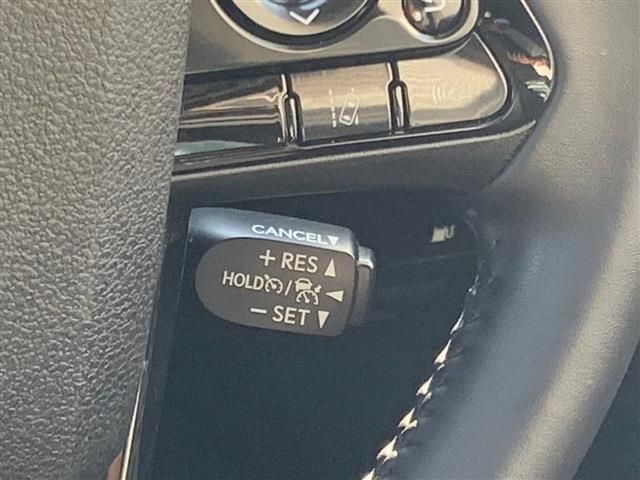 CANCEL▼
+ RES ▲
HOLD / ◄
− SET ▼